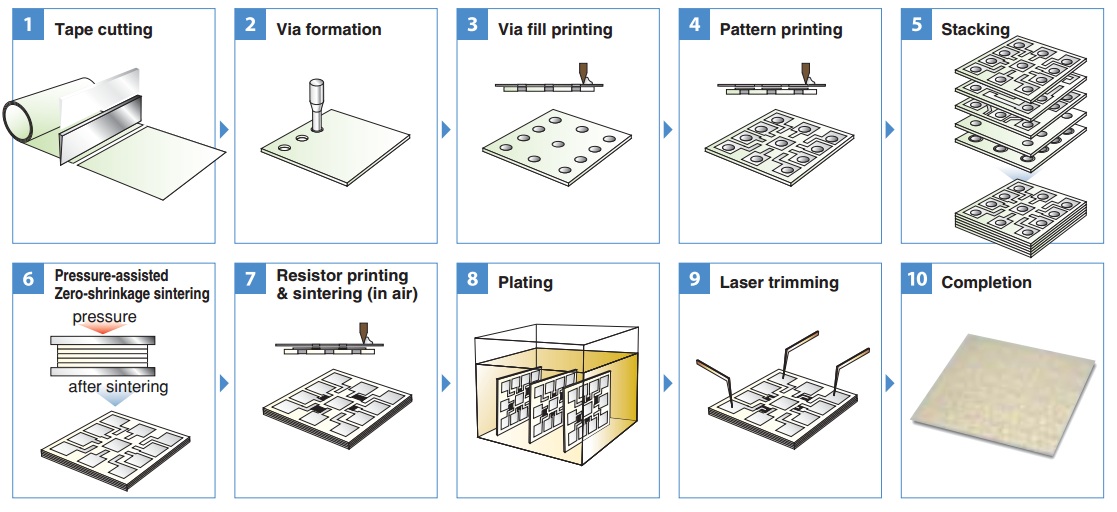 1 Tape cutting
2 Via formation
3 Via fill printing
4 Pattern printing
5 Stacking
6 Pressure-assisted
Zero-shrinkage sintering
pressure
after sintering
7 Resistor printing
& sintering (in air)
8 Plating
9 Laser trimming
10 Completion